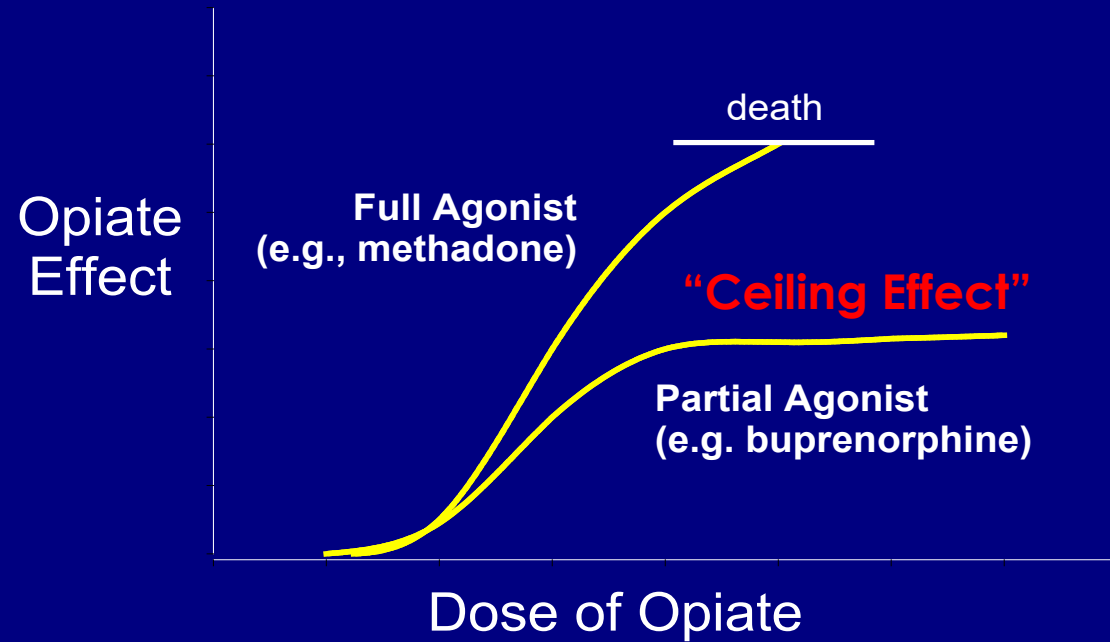 death
Opiate
Effect
Full Agonist
(e.g., methadone)
“Ceiling Effect”
Partial Agonist
(e.g. buprenorphine)
Dose of Opiate